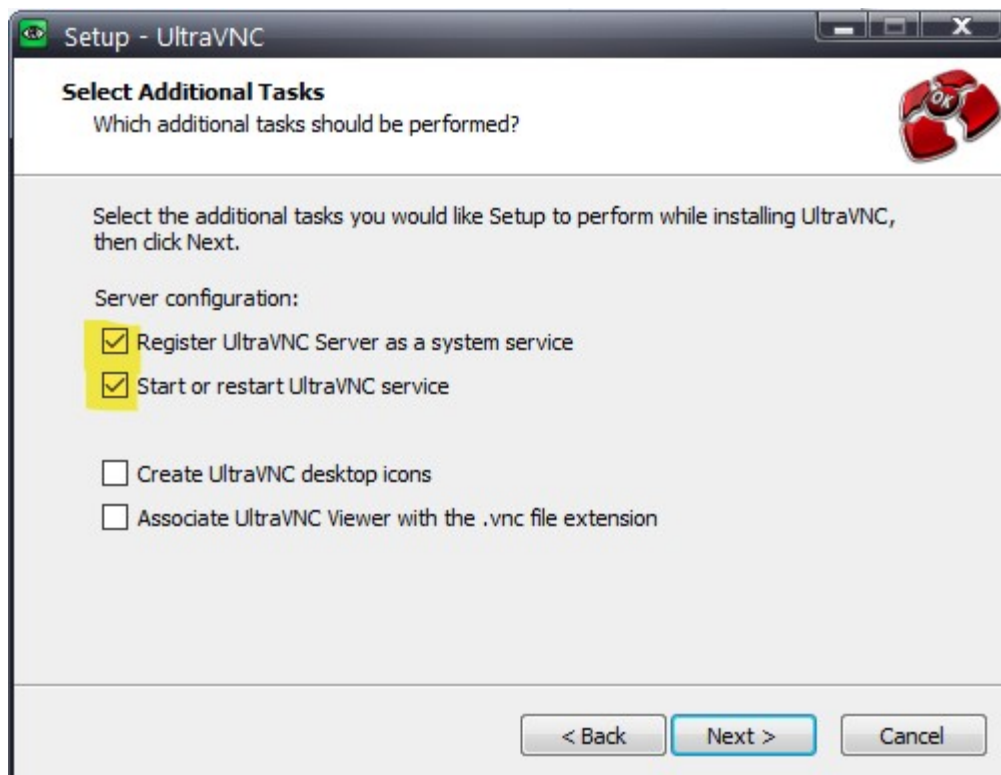 Setup - UltraVNC
Select Additional Tasks
Which additional tasks should be performed?
OK
Select the additional tasks you would like Setup to perform while installing UltraVNC,
then click Next.
Server configuration:
Register UltraVNC Server as a system service
Start or restart UltraVNC service
Create UltraVNC desktop icons
Associate UltraVNC Viewer with the .vnc file extension
< Back Next > Cancel